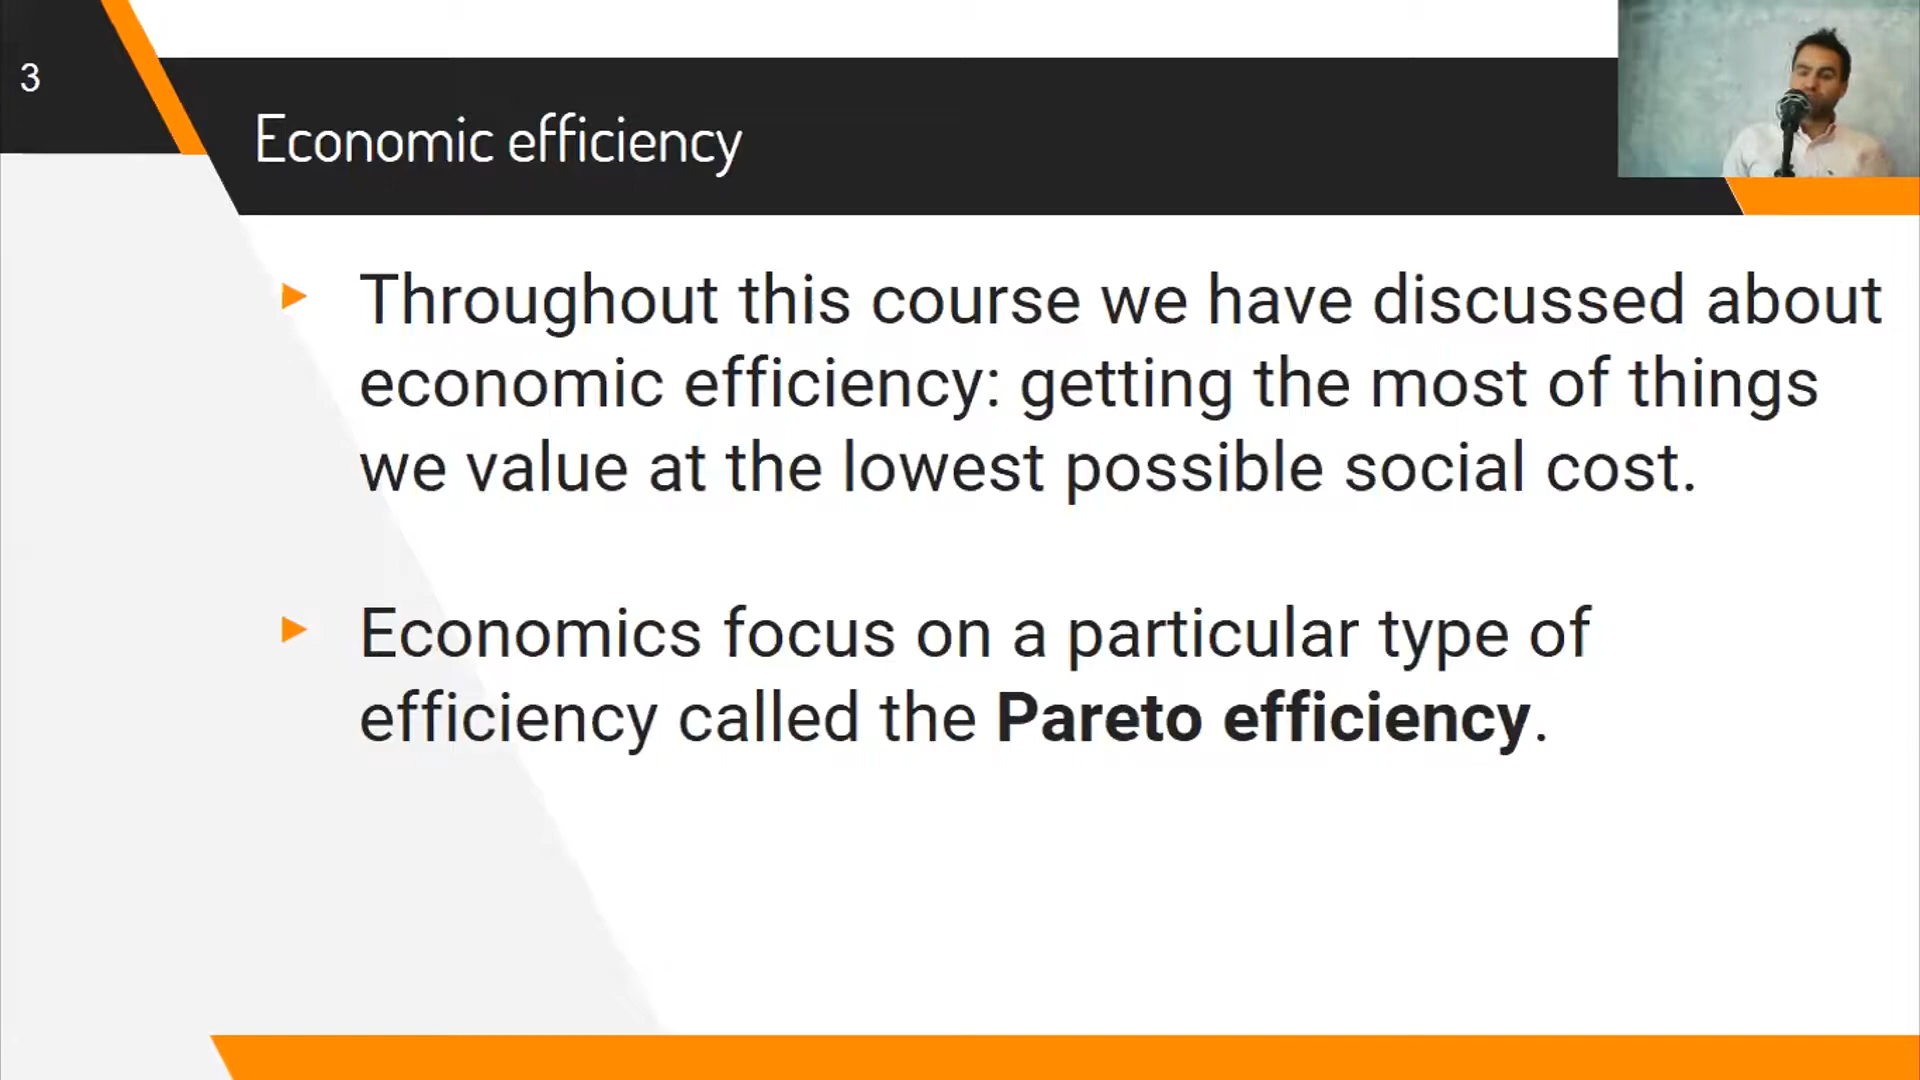 3
Economic efficiency
Throughout this course we have discussed about
economic efficiency: getting the most of things
we value at the lowest possible social cost.
Economics focus on a particular type of
efficiency called the Pareto efficiency.